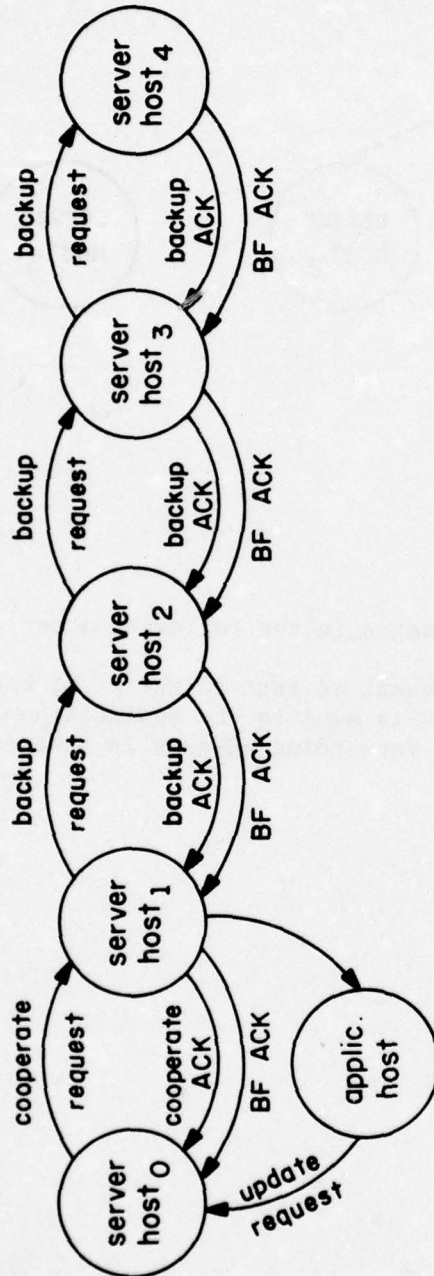 server
host 0
cooperate
request
cooperate
ACK
BF ACK
update
request
applic.
host
server
host 1
backup
request
backup
ACK
BF ACK
server
host 2
backup
request
backup
ACK
BF ACK
server
host 3
backup
request
backup
ACK
BF ACK
server
host 4